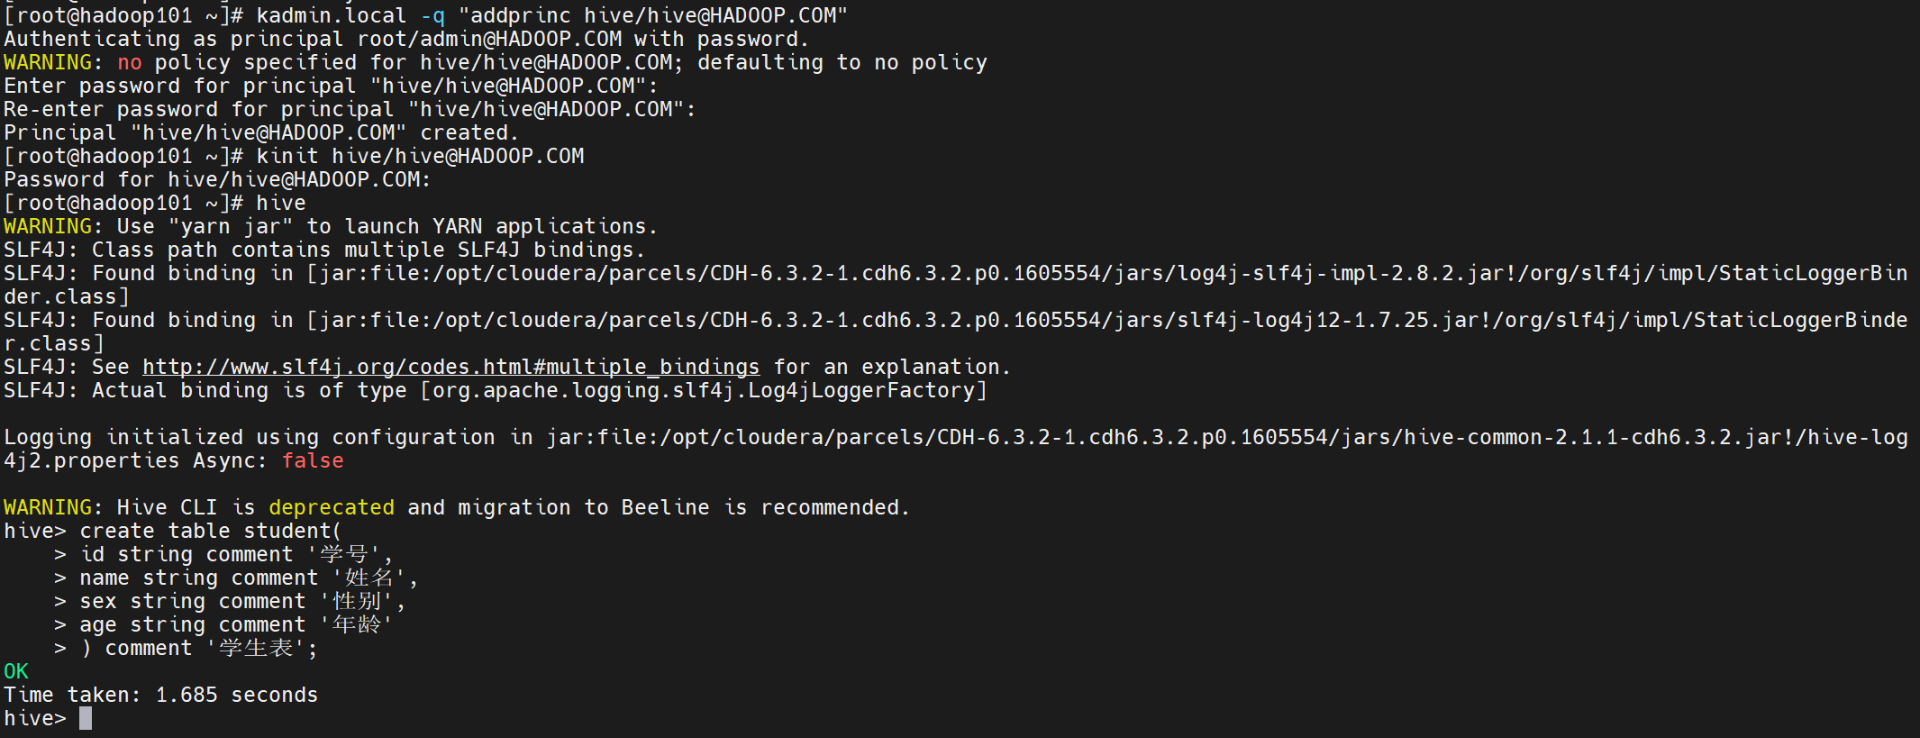 [root@hadoop101 ~]# kadmin.local -q "addprinc hive/hive@HADOOP.COM"
Authenticating as principal root/admin@HADOOP.COM with password.
WARNING: no policy specified for hive/hive@HADOOP.COM; defaulting to no policy
Enter password for principal "hive/hive@HADOOP.COM":
Re-enter password for principal "hive/hive@HADOOP.COM":
Principal "hive/hive@HADOOP.COM" created.
[root@hadoop101 ~]# kinit hive/hive@HADOOP.COM
Password for hive/hive@HADOOP.COM:
[root@hadoop101 ~]# hive
WARNING: Use "yarn jar" to launch YARN applications.
SLF4J: Class path contains multiple SLF4J bindings.
SLF4J: Found binding in [jar:file:/opt/cloudera/parcels/CDH-6.3.2-1.cdh6.3.2.p0.1605554/jars/log4j-slf4j-impl-2.8.2.jar!/org/slf4j/impl/StaticLoggerBin
der.class]
SLF4J: Found binding in [jar:file:/opt/cloudera/parcels/CDH-6.3.2-1.cdh6.3.2.p0.1605554/jars/slf4j-log4j12-1.7.25.jar!/org/slf4j/impl/StaticLoggerBinde
r.class]
SLF4J: See http://www.slf4j.org/codes.html#multiple_bindings for an explanation.
SLF4J: Actual binding is of type [org.apache.logging.slf4j.Log4jLoggerFactory]
Logging initialized using configuration in jar:file:/opt/cloudera/parcels/CDH-6.3.2-1.cdh6.3.2.p0.1605554/jars/hive-common-2.1.1-cdh6.3.2.jar!/hive-log
4j2.properties Async: false
WARNING: Hive CLI is deprecated and migration to Beeline is recommended.
hive> create table student(
    > id string comment '学号',
    > name string comment '姓名',
    > sex string comment '性别',
    > age string comment '年龄'
    > ) comment '学生表';
OK
Time taken: 1.685 seconds
hive>